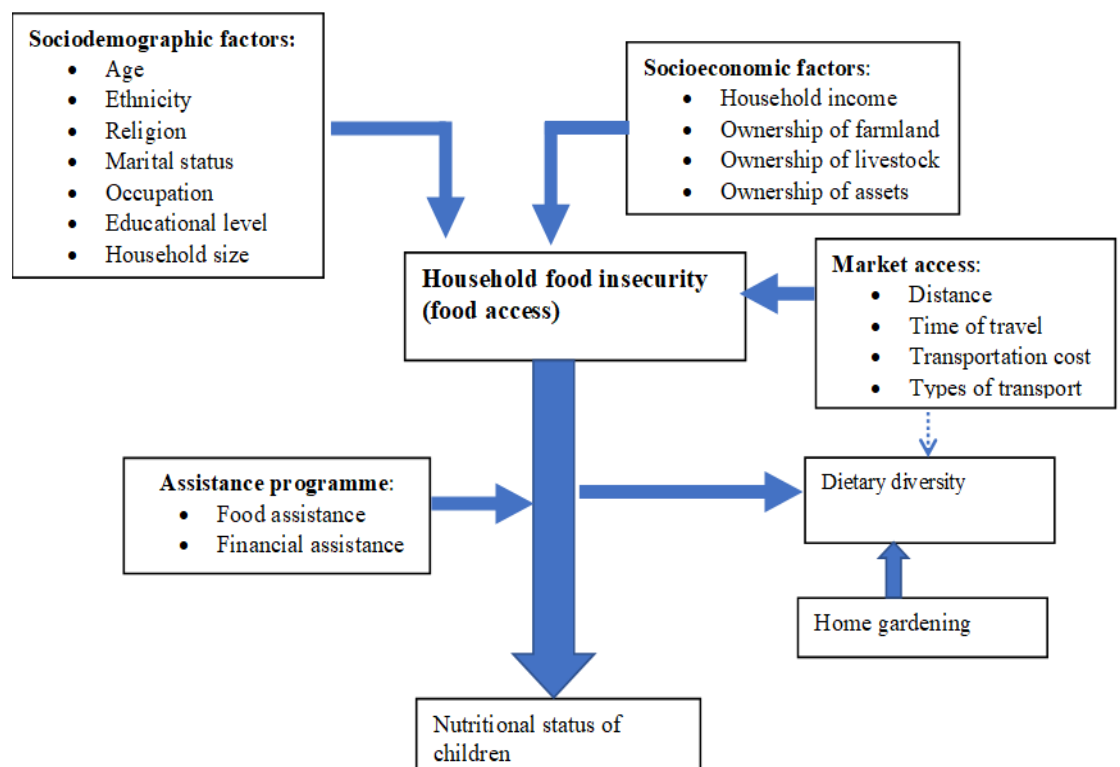 Sociodemographic factors:
• Age
• Ethnicity
• Religion
• Marital status
• Occupation
• Educational level
• Household size
Socioeconomic factors:
• Household income
• Ownership of farmland
• Ownership of livestock
• Ownership of assets
Household food insecurity
(food access)
Market access:
• Distance
• Time of travel
• Transportation cost
• Types of transport
Assistance programme:
• Food assistance
• Financial assistance
Dietary diversity
Home gardening
Nutritional status of
children